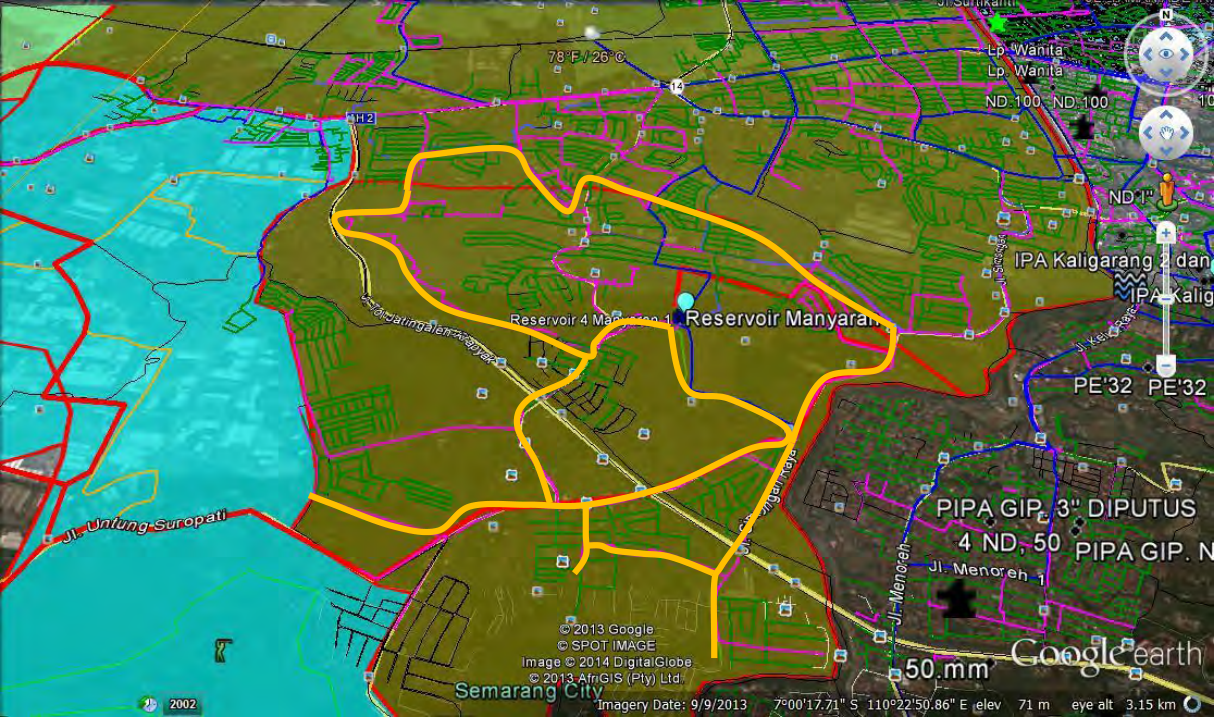 Jl.Surtikanti
Lp. Wanita
Lp. Wanita
N
78°F / 26°C
14
ND.100
ND.100
10
H 2
ND 1"
IPA Kaligarang 2 dan
IPA Kalig
Jl. Tol Jatingaleh-Krapyak
Reservoir 4 Manyaran 1
Reservoir Manyaran
PE'32
PE'32
Jl. Untung Suropati
PIPA GIP. 3" DIPUTUS
4 ND, 50
PIPA GIP. N
Jl. Menoreh 1
Jl. Menoreh
© 2013 Google
© SPOT IMAGE
Image © 2014 DigitalGlobe
© 2013 AfriGIS (Pty) Ltd.
Google earth
50.mm
Semarang City
2002
Imagery Date: 9/9/2013
7°00'17.71" S 110°22'50.86" E elev 71 m
eye alt 3.15 km